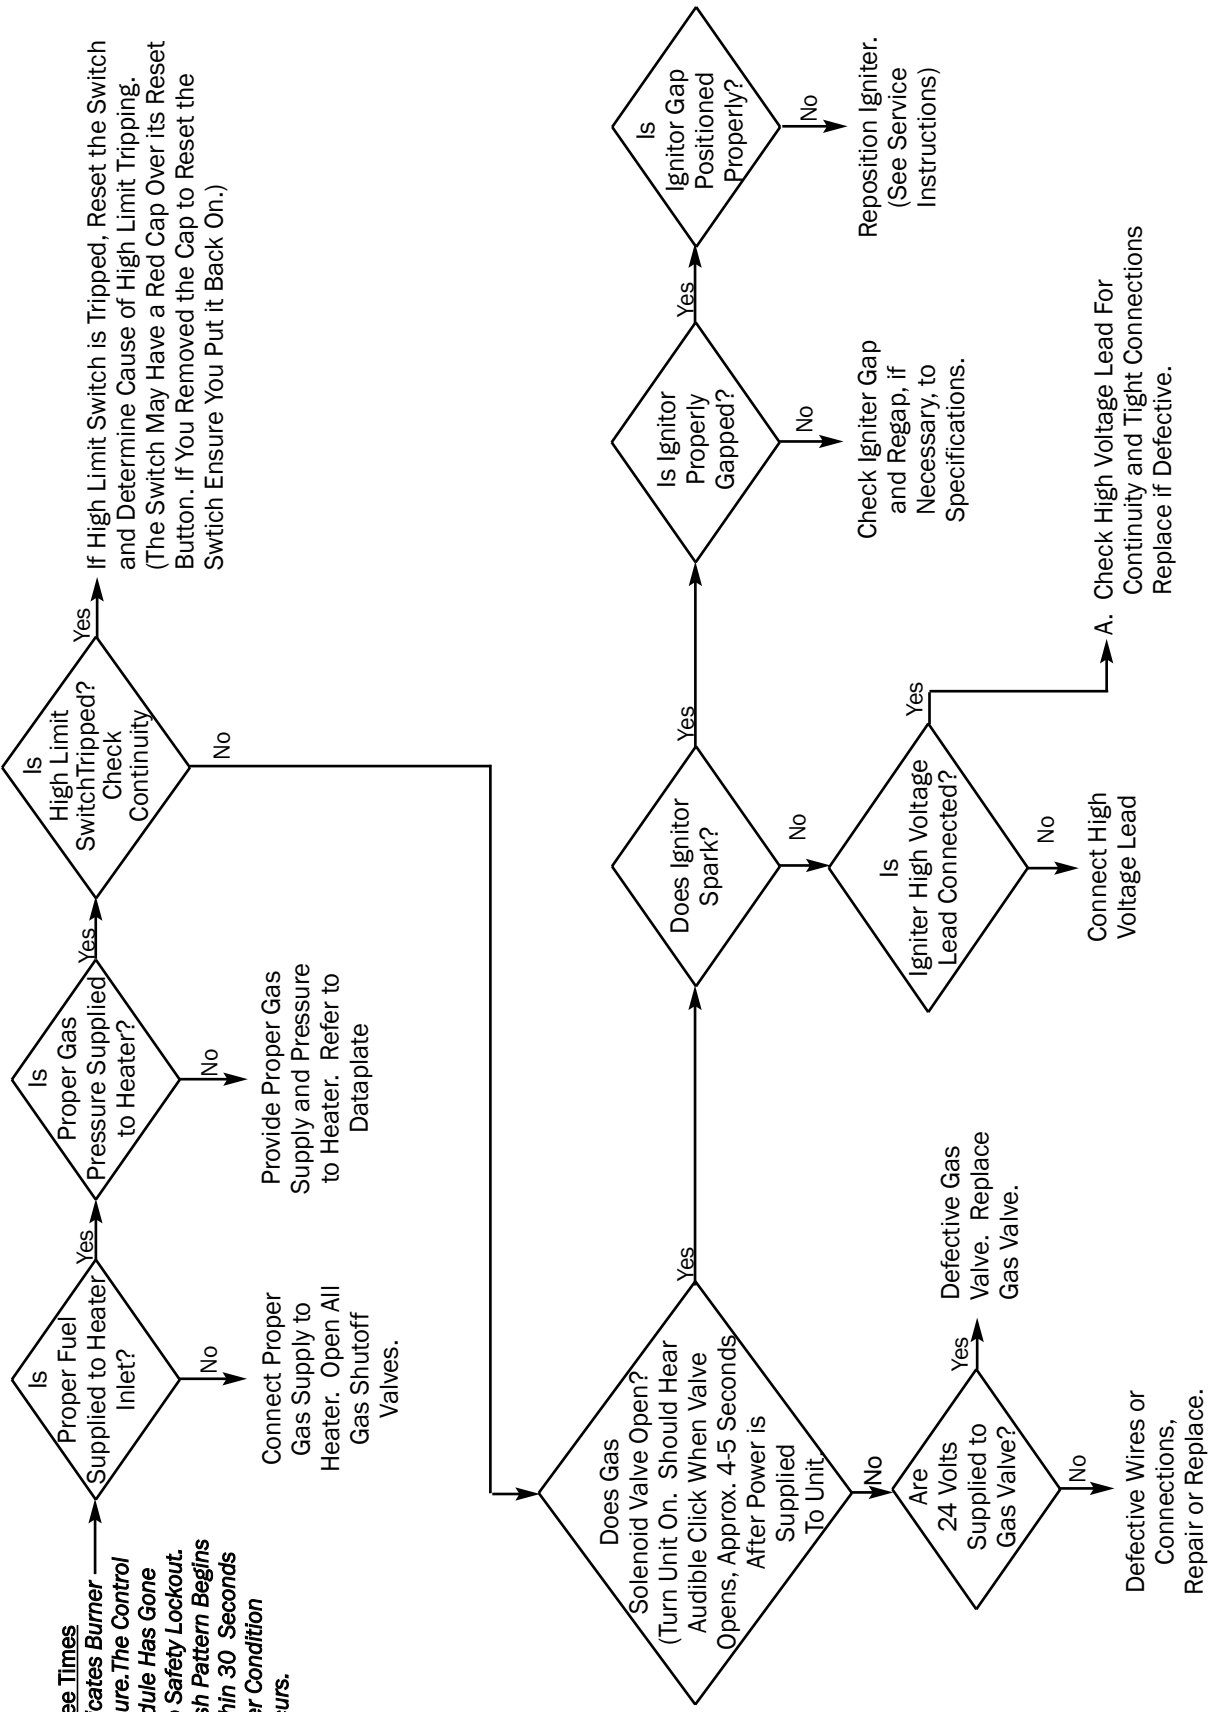 ee Times
icates Burner
ure.The Control
dule Has Gone
o Safety Lockout.
sh Pattern Begins
hin 30 Seconds
er Condition
urs.
Is
Proper Fuel
Supplied to Heater
Inlet?
Yes
No
Connect Proper
Gas Supply to
Heater. Open All
Gas Shutoff
Valves.
Is
Proper Gas
Pressure Supplied
to Heater?
Yes
No
Provide Proper Gas
Supply and Pressure
to Heater. Refer to
Dataplate
Is
High Limit
SwitchTripped?
Check
Continuity
Yes
No
If High Limit Switch is Tripped, Reset the Switch
and Determine Cause of High Limit Tripping.
(The Switch May Have a Red Cap Over its Reset
Button. If You Removed the Cap to Reset the
Swtich Ensure You Put it Back On.)
Does Gas
Solenoid Valve Open?
(Turn Unit On. Should Hear
Audible Click When Valve
Opens, Approx. 4-5 Seconds
After Power is
Supplied
To Unit
Yes
No
Are
24 Volts
Supplied to
Gas Valve?
Yes
Defective Gas
Valve. Replace
Gas Valve.
No
Defective Wires or
Connections,
Repair or Replace.
Does Ignitor
Spark?
Yes
No
Is
Igniter High Voltage
Lead Connected?
Yes
No
Connect High
Voltage Lead
A. Check High Voltage Lead For
Continuity and Tight Connections
Replace if Defective.
Is Ignitor
Properly
Gapped?
Yes
No
Check Igniter Gap
and Regap, if
Necessary, to
Specifications.
Is
Ignitor Gap
Positioned
Properly?
No
Reposition Igniter.
(See Service
Instructions)